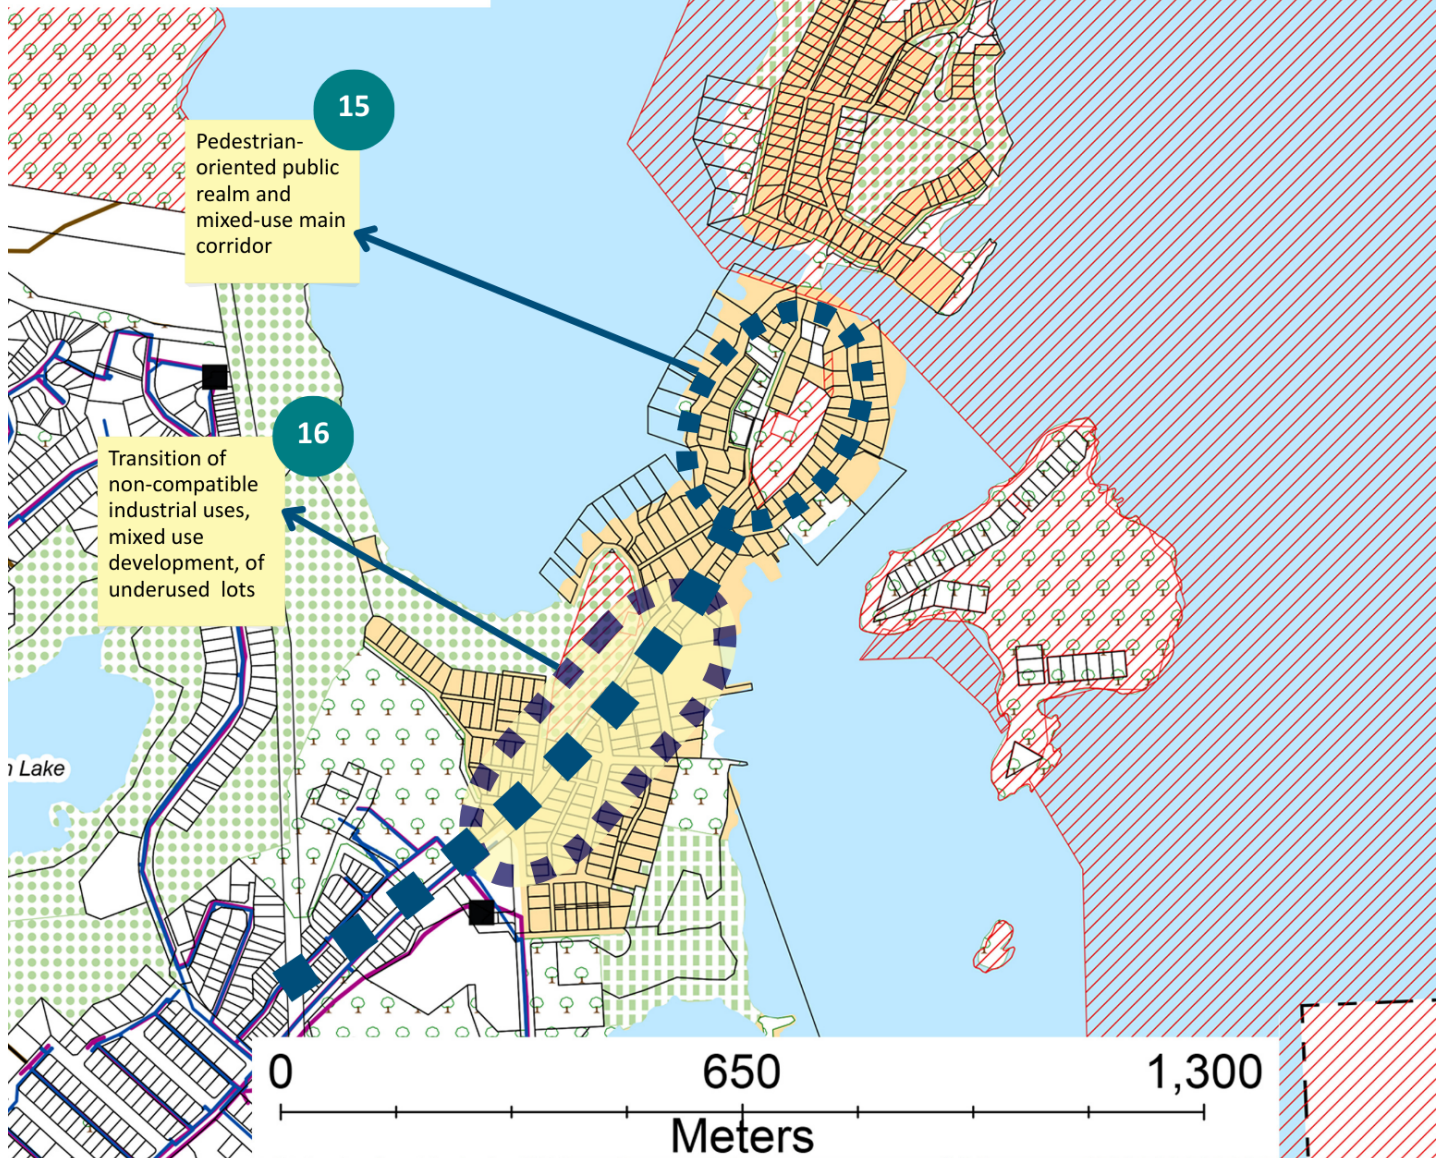 15
Pedestrian-
oriented public
realm and
mixed-use main
corridor
16
Transition of
non-compatible
industrial uses,
mixed use
development, of
underused lots
n Lake
0 650 1,300
Meters